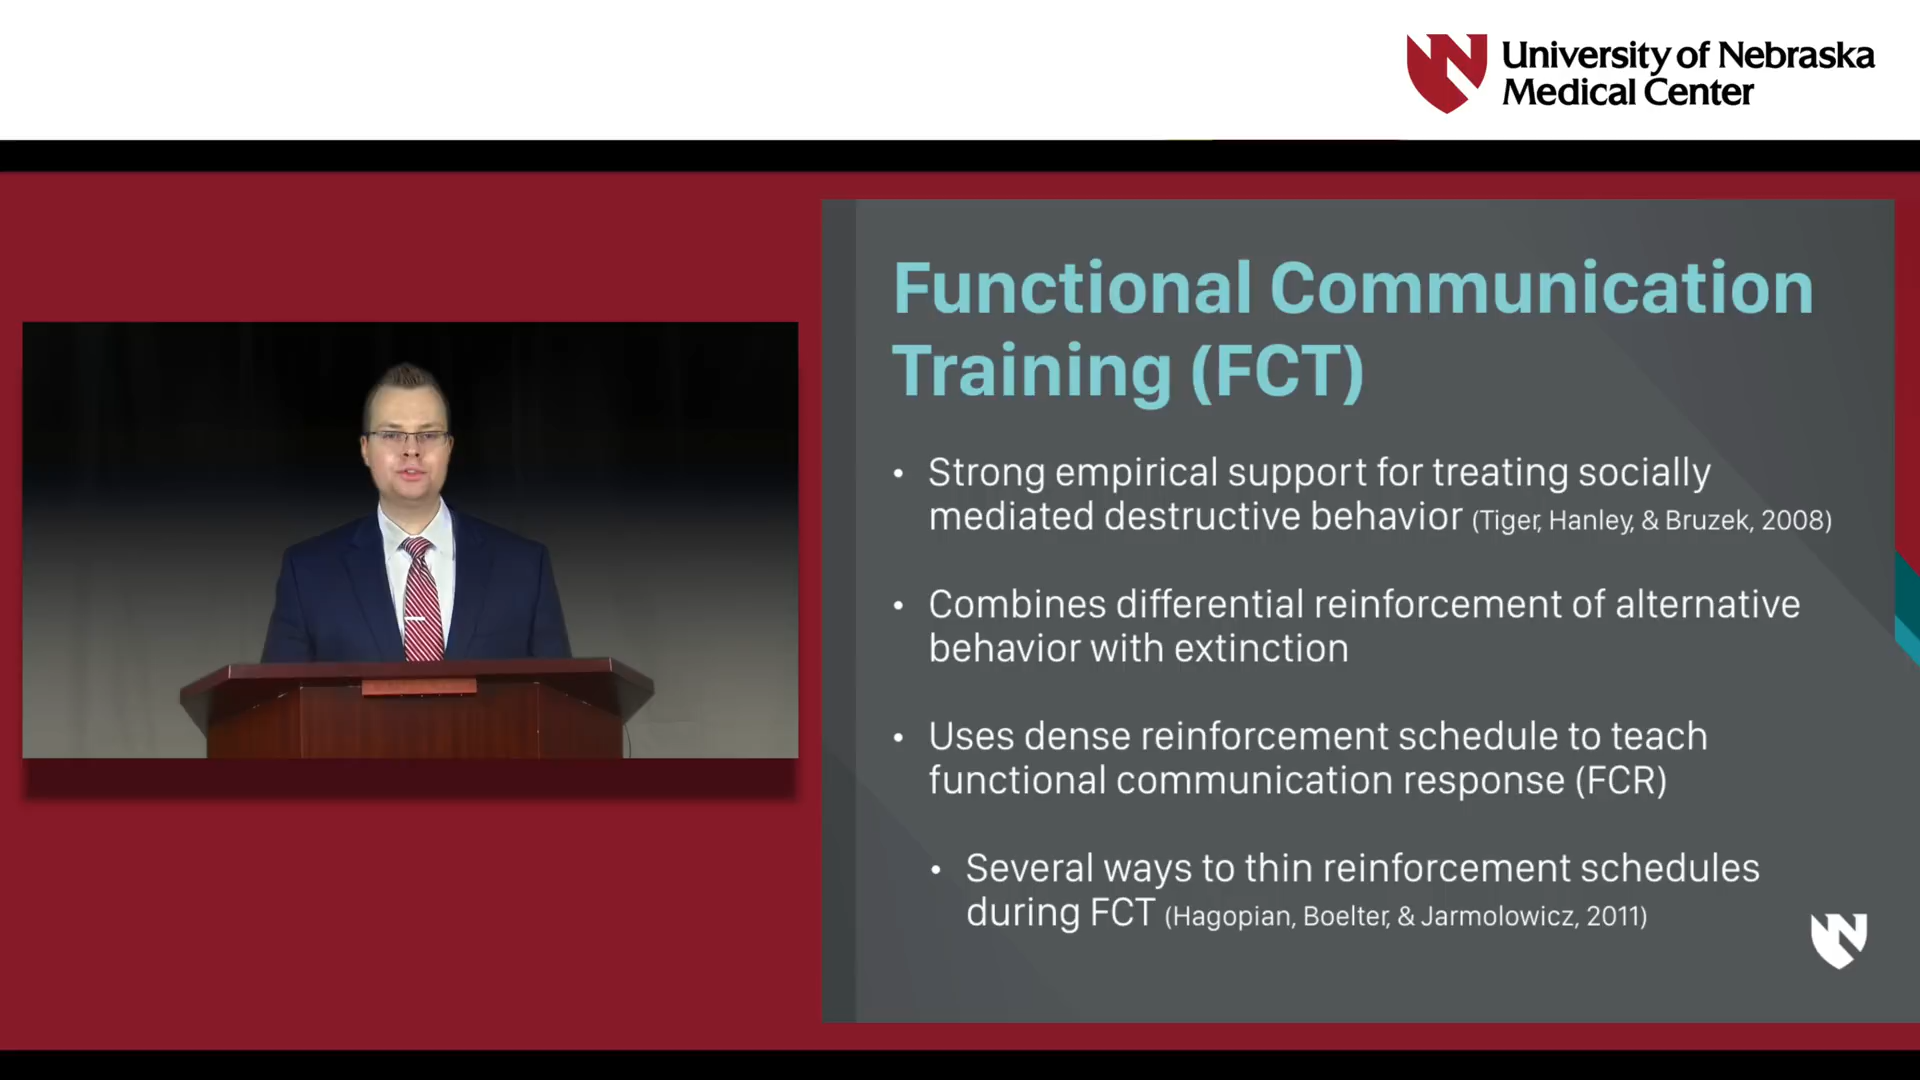 University of Nebraska
Medical Center
Functional Communication
Training (FCT)
• Strong empirical support for treating socially
mediated destructive behavior (Tiger, Hanley, & Bruzek, 2008)
• Combines differential reinforcement of alternative
behavior with extinction
• Uses dense reinforcement schedule to teach
functional communication response (FCR)
• Several ways to thin reinforcement schedules
during FCT (Hagopian, Boelter, & Jarmolowicz, 2011)